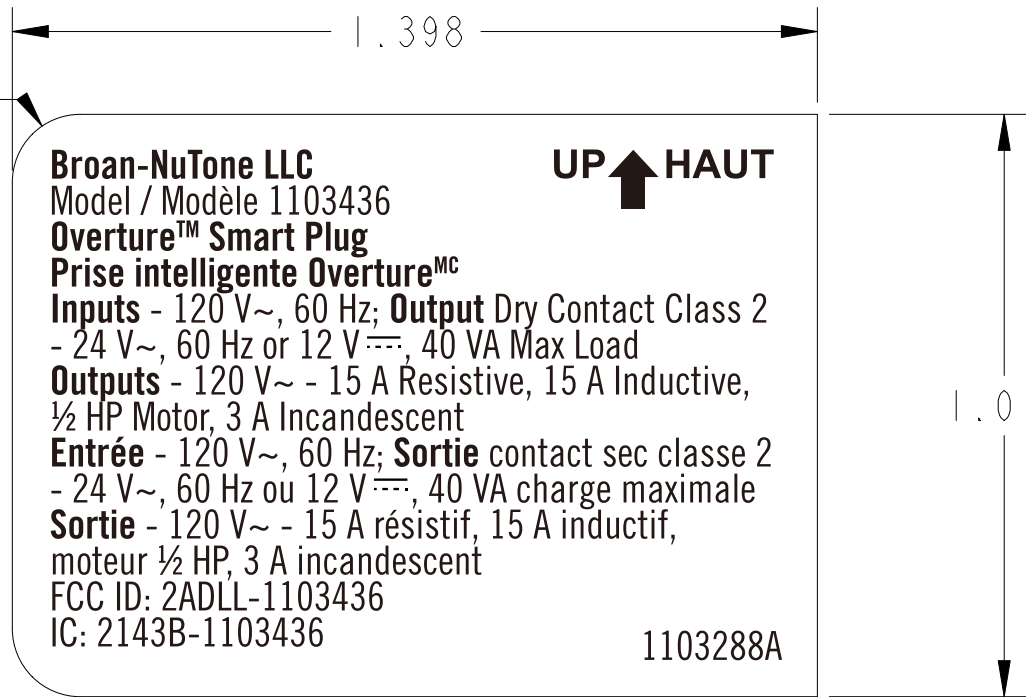 1.398
Broan-NuTone LLC
UP HAUT
Model / Modèle 1103436
Overture™ Smart Plug
Prise intelligente Overtureᴹᶜ
Inputs - 120 V~, 60 Hz; Output Dry Contact Class 2
- 24 V~, 60 Hz or 12 V ⎓, 40 VA Max Load
Outputs - 120 V~ - 15 A Resistive, 15 A Inductive,
½ HP Motor, 3 A Incandescent
Entrée - 120 V~, 60 Hz; Sortie contact sec classe 2
- 24 V~, 60 Hz ou 12 V ⎓, 40 VA charge maximale
Sortie - 120 V~ - 15 A résistif, 15 A inductif,
moteur ½ HP, 3 A incandescent
FCC ID: 2ADLL-1103436
IC: 2143B-1103436
1103288A
1.0